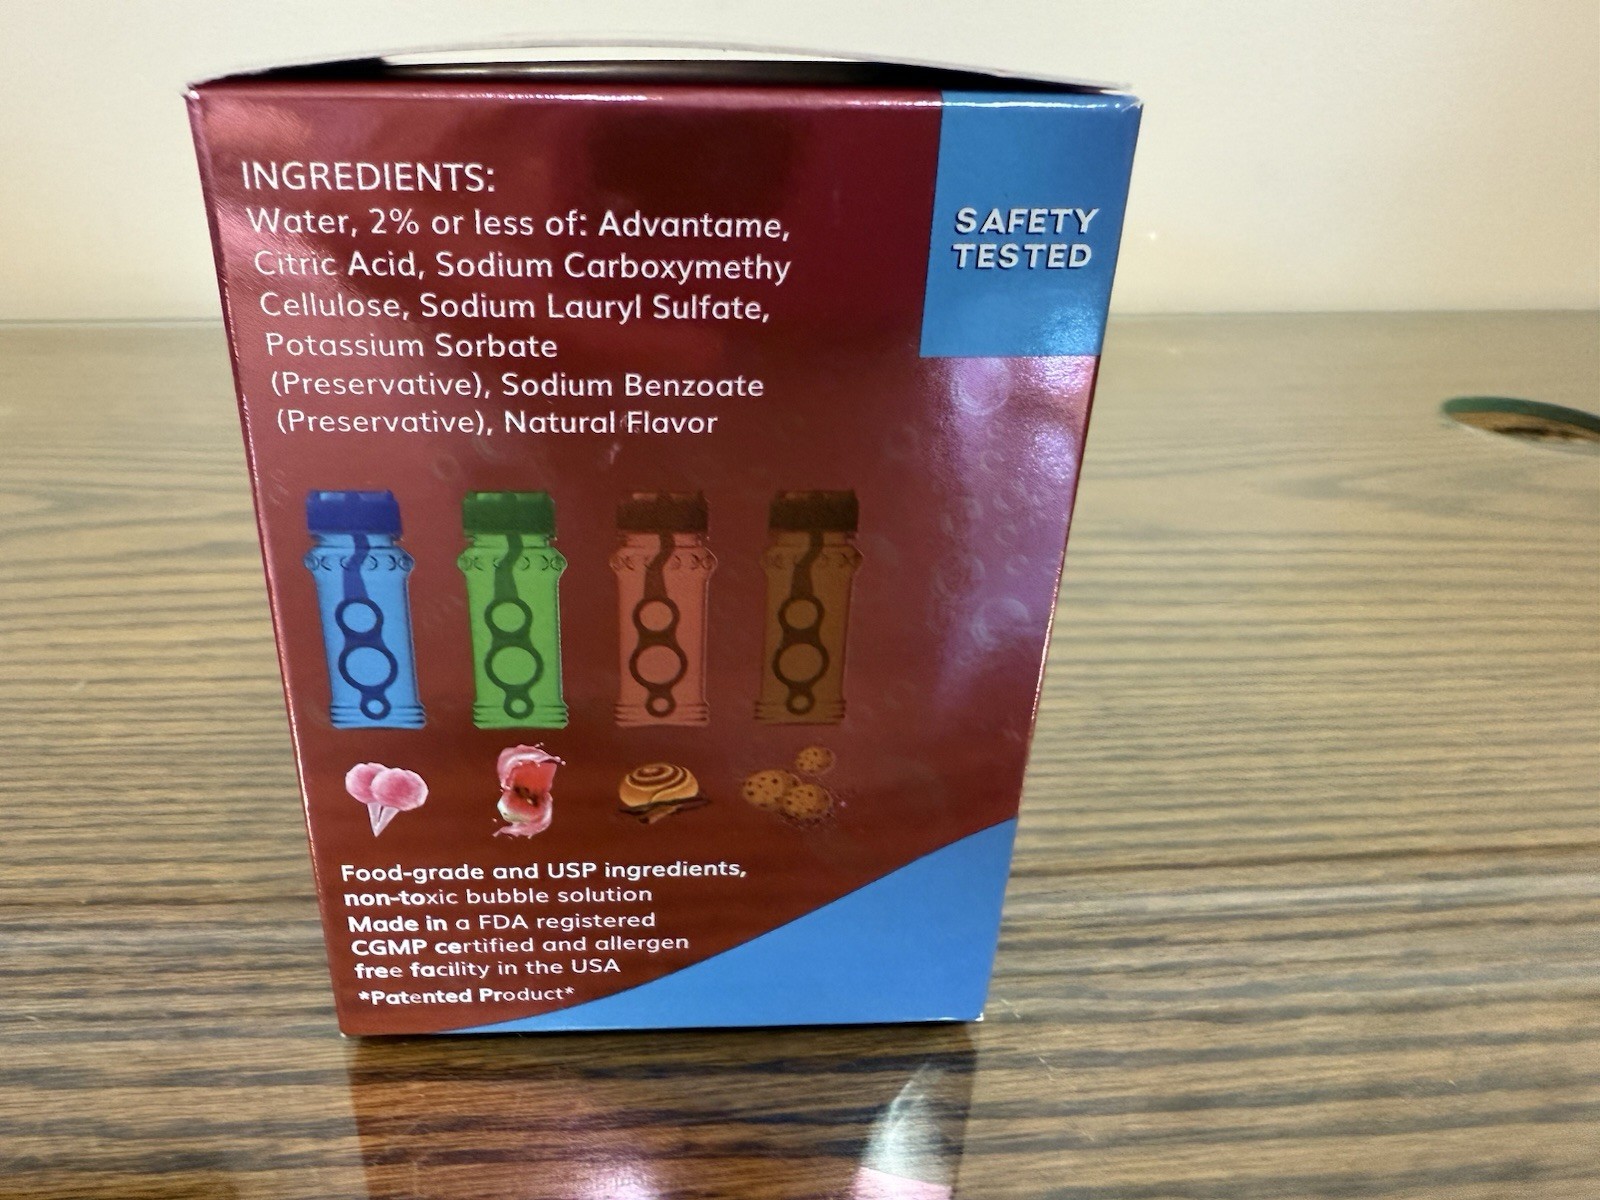 INGREDIENTS:
Water, 2% or less of: Advantame,
Citric Acid, Sodium Carboxymethy
Cellulose, Sodium Lauryl Sulfate,
Potassium Sorbate
(Preservative), Sodium Benzoate
(Preservative), Natural Flavor
SAFETY
TESTED
Food-grade and USP ingredients,
non-toxic bubble solution
Made in a FDA registered
CGMP certified and allergen
free facility in the USA
*Patented Product*